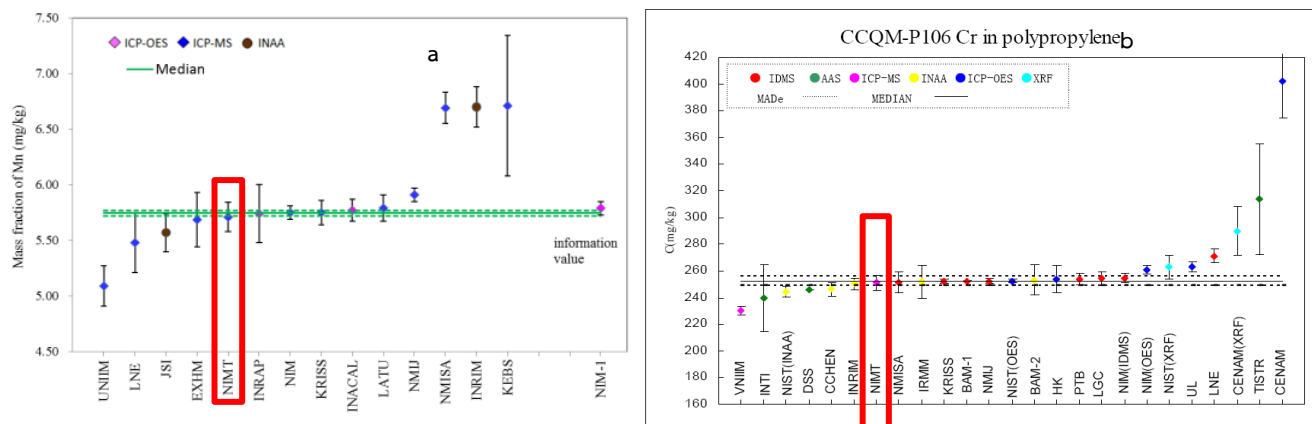 7.50
7.00
6.50
6.00
5.50
5.00
4.50
Mass fraction of Mn (mg/kg)
ICP-OES ICP-MS INAA
Median
a
information
value
UNIIM
LNE
JSI
EXHM
NIMT
INRAP
NIM
KRISS
INACAL
LATU
NMIJ
NMISA
INRIM
KEBS
NIM-1
CCQM-P106 Cr in polypropylene
b
IDMS AAS ICP-MS INAA ICP-OES XRF
MADe MEDIAN
C(mg/kg)
420
400
380
360
340
320
300
280
260
240
220
200
180
160
VNIIM
INTI
NIST(INAA)
DSS
CCHEN
INRIM
NIMT
NMISA
IRMM
KRISS
BAM-1
NMIJ
NIST(OES)
BAM-2
HK
PTB
LGC
NIM(IDMS)
NIM(OES)
NIST(XRF)
UL
LNE
CENAM(XRF)
TISTR
CENAM